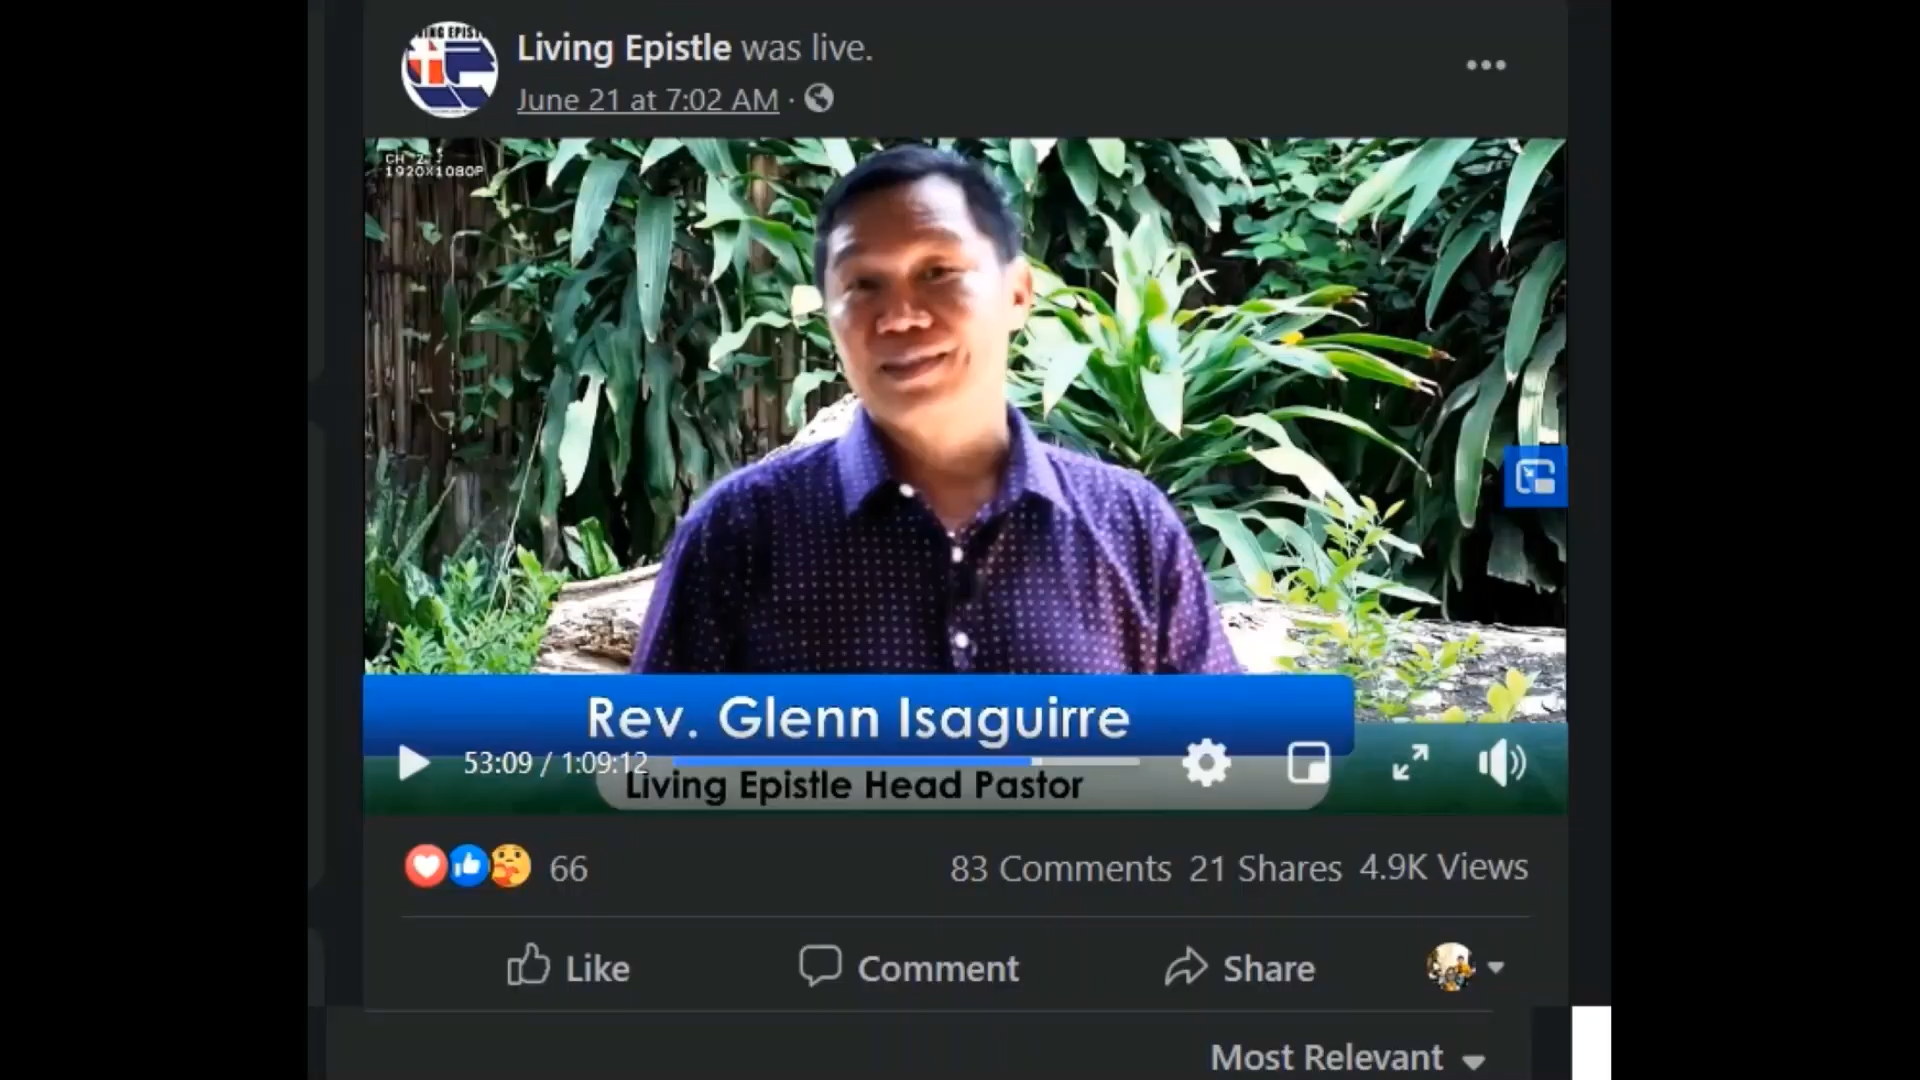 Living Epistle was live.
June 21 at 7:02 AM ·
CH 2
1920X1080P
Rev. Glenn Isaguirre
53:09 / 1:09:12
Living Epistle Head Pastor
66
83 Comments 21 Shares 4.9K Views
Like Comment Share
Most Relevant